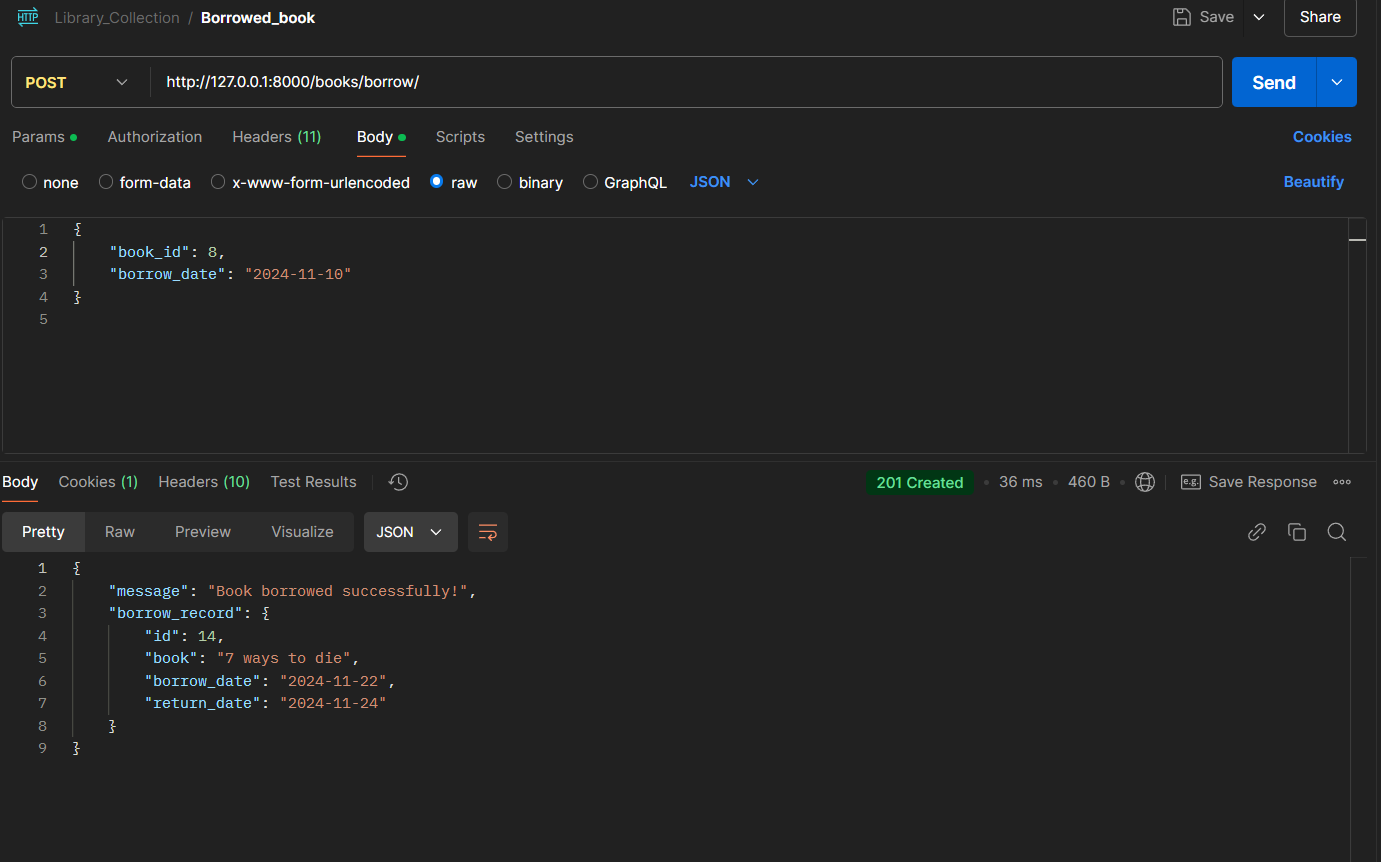 HTTP Library_Collection / Borrowed_book Save Share
POST http://127.0.0.1:8000/books/borrow/ Send
Params Authorization Headers (11) Body Scripts Settings Cookies
none form-data x-www-form-urlencoded raw binary GraphQL JSON Beautify
1 {
2 "book_id": 8,
3 "borrow_date": "2024-11-10"
4 }
5
Body Cookies (1) Headers (10) Test Results 201 Created 36 ms 460 B e.g. Save Response
Pretty Raw Preview Visualize JSON
1 {
2 "message": "Book borrowed successfully!",
3 "borrow_record": {
4 "id": 14,
5 "book": "7 ways to die",
6 "borrow_date": "2024-11-22",
7 "return_date": "2024-11-24"
8 }
9 }